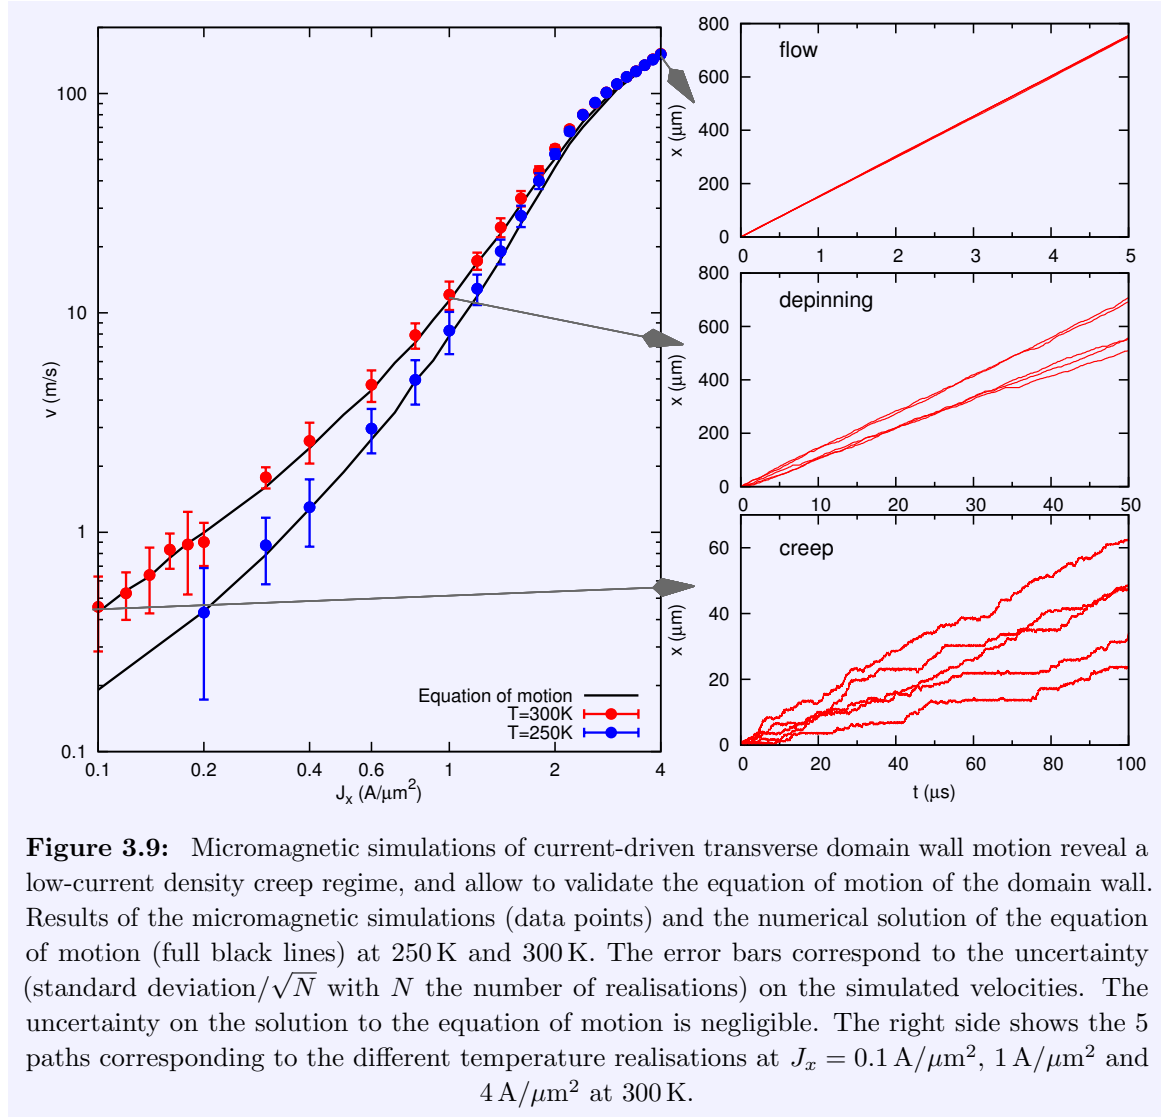 100
10
1
0.1
v (m/s)
0.1
0.2
0.4
0.6
1
2
4
J_x (A/μm²)
Equation of motion
T=300K
T=250K
flow
x (μm)
800
600
400
200
0
0 1 2 3 4 5
depinning
x (μm)
800
600
400
200
0
0 10 20 30 40 50
creep
x (μm)
60
40
20
0
0 20 40 60 80 100
t (μs)
Figure 3.9: Micromagnetic simulations of current-driven transverse domain wall motion reveal a
low-current density creep regime, and allow to validate the equation of motion of the domain wall.
Results of the micromagnetic simulations (data points) and the numerical solution of the equation
of motion (full black lines) at 250 K and 300 K. The error bars correspond to the uncertainty
(standard deviation/√N with N the number of realisations) on the simulated velocities. The
uncertainty on the solution to the equation of motion is negligible. The right side shows the 5
paths corresponding to the different temperature realisations at J_x = 0.1 A/μm², 1 A/μm² and
4 A/μm² at 300 K.